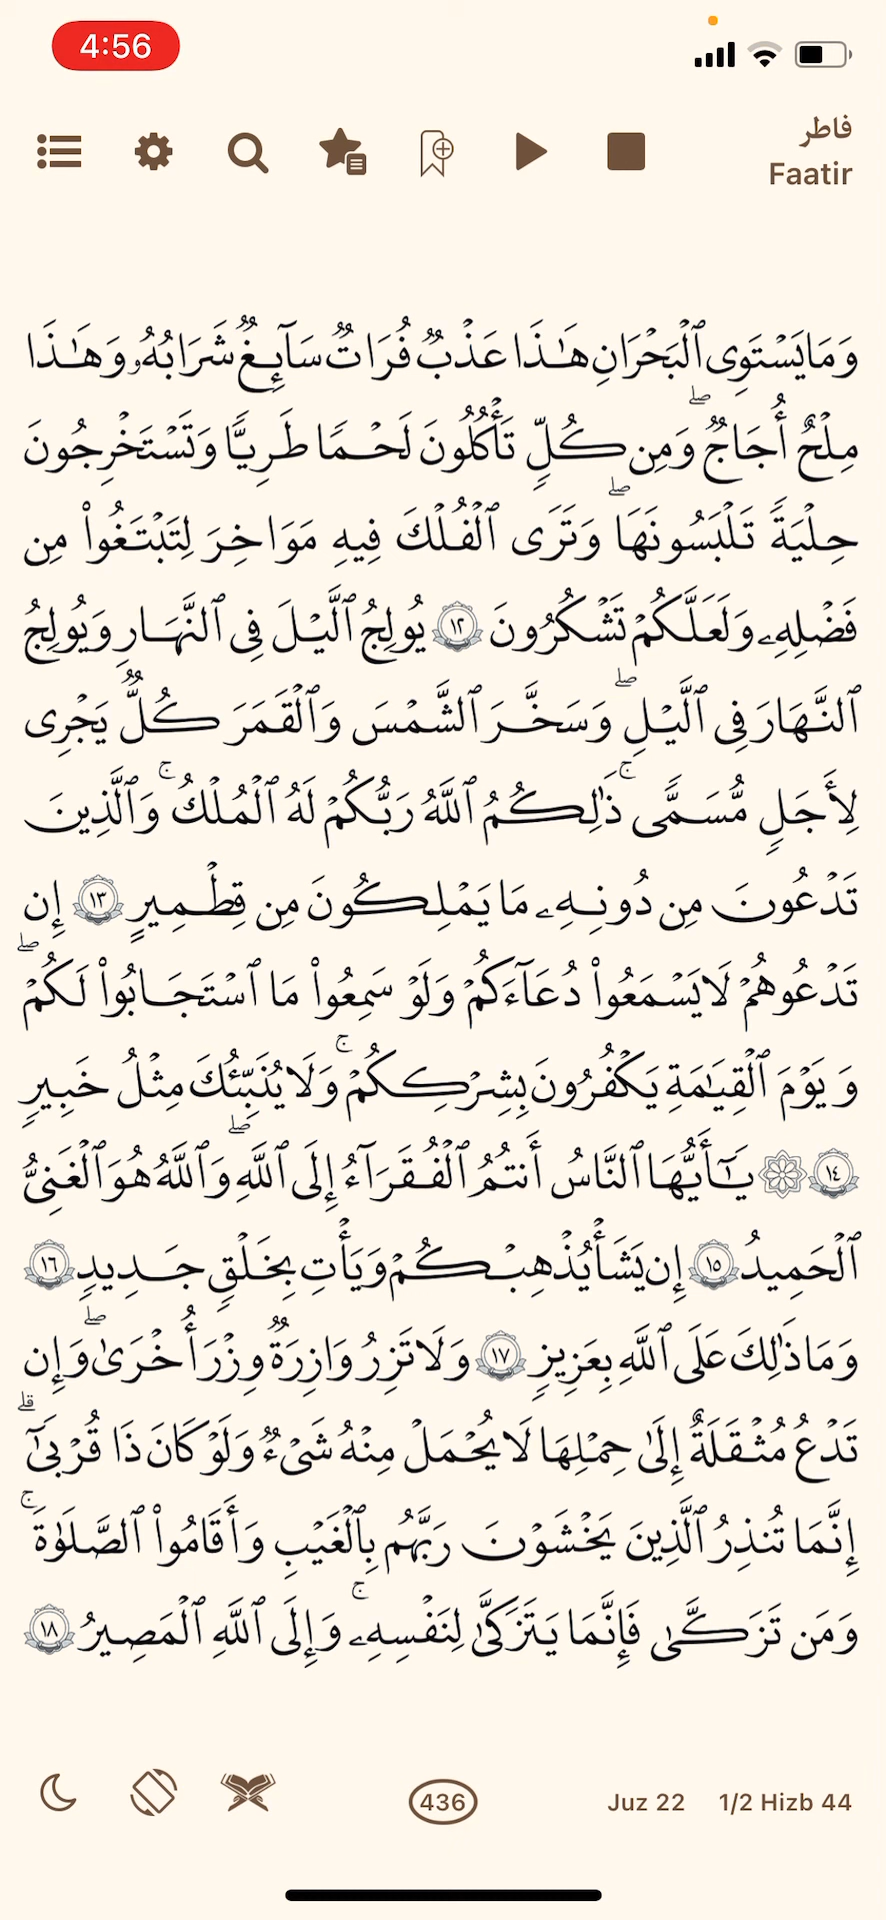 4:56
فاطر
Faatir
وَمَا يَسْتَوِى ٱلْبَحْرَانِ هَـٰذَا عَذْبٌ فُرَاتٌ سَآئِغٌ شَرَابُهُۥ وَهَـٰذَا
مِلْحٌ أُجَاجٌ ۖ وَمِن كُلٍّ تَأْكُلُونَ لَحْمًا طَرِيًّا وَتَسْتَخْرِجُونَ
حِلْيَةً تَلْبَسُونَهَا ۖ وَتَرَى ٱلْفُلْكَ فِيهِ مَوَاخِرَ لِتَبْتَغُوا۟ مِن
فَضْلِهِۦ وَلَعَلَّكُمْ تَشْكُرُونَ ١٢ يُولِجُ ٱلَّيْلَ فِى ٱلنَّهَارِ وَيُولِجُ
ٱلنَّهَارَ فِى ٱلَّيْلِ ۖ وَسَخَّرَ ٱلشَّمْسَ وَٱلْقَمَرَ كُلٌّ يَجْرِى
لِأَجَلٍ مُّسَمًّى ۚ ذَٰلِكُمُ ٱللَّهُ رَبُّكُمْ لَهُ ٱلْمُلْكُ ۚ وَٱلَّذِينَ
تَدْعُونَ مِن دُونِهِۦ مَا يَمْلِكُونَ مِن قِطْمِيرٍ ١٣ إِن
تَدْعُوهُمْ لَا يَسْمَعُوا۟ دُعَآءَكُمْ وَلَوْ سَمِعُوا۟ مَا ٱسْتَجَابُوا۟ لَكُمْ ۖ
وَيَوْمَ ٱلْقِيَـٰمَةِ يَكْفُرُونَ بِشِرْكِكُمْ ۚ وَلَا يُنَبِّئُكَ مِثْلُ خَبِيرٍ
١٤ ۞ يَـٰٓأَيُّهَا ٱلنَّاسُ أَنتُمُ ٱلْفُقَرَآءُ إِلَى ٱللَّهِ ۖ وَٱللَّهُ هُوَ ٱلْغَنِىُّ
ٱلْحَمِيدُ ١٥ إِن يَشَأْ يُذْهِبْكُمْ وَيَأْتِ بِخَلْقٍ جَدِيدٍ ١٦
وَمَا ذَٰلِكَ عَلَى ٱللَّهِ بِعَزِيزٍ ١٧ وَلَا تَزِرُ وَازِرَةٌ وِزْرَ أُخْرَىٰ ۖ وَإِن
تَدْعُ مُثْقَلَةٌ إِلَىٰ حِمْلِهَا لَا يُحْمَلْ مِنْهُ شَىْءٌ وَلَوْ كَانَ ذَا قُرْبَىٰٓ ۗ
إِنَّمَا تُنذِرُ ٱلَّذِينَ يَخْشَوْنَ رَبَّهُم بِٱلْغَيْبِ وَأَقَامُوا۟ ٱلصَّلَوٰةَ ۚ
وَمَن تَزَكَّىٰ فَإِنَّمَا يَتَزَكَّىٰ لِنَفْسِهِۦ ۚ وَإِلَى ٱللَّهِ ٱلْمَصِيرُ ١٨
436 Juz 22 1/2 Hizb 44